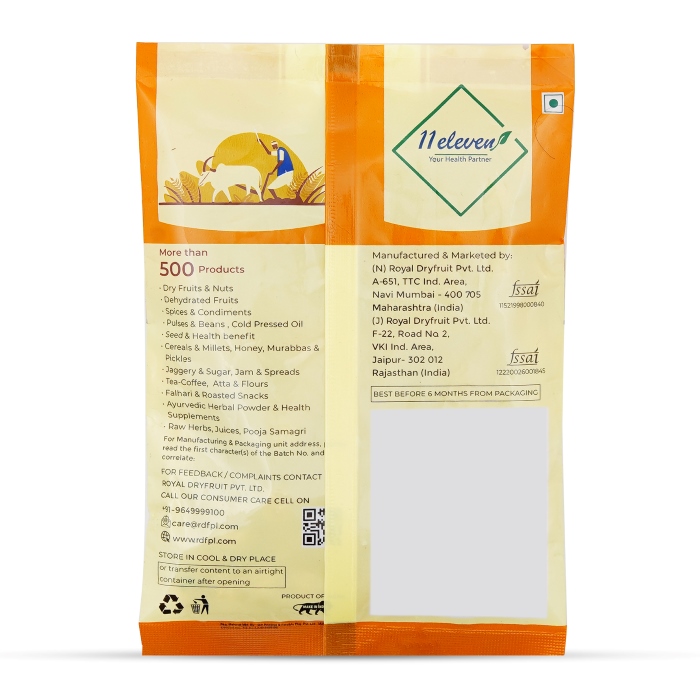 More than
500 Products
· Dry Fruits & Nuts
· Dehydrated Fruits
· Spices & Condiments
· Pulses & Beans , Cold Pressed Oil
· Seed & Health benefit
· Cereals & Millets, Honey, Murabbas &
Pickles
· Jaggery & Sugar, Jam & Spreads
· Tea-Coffee, Atta & Flours
· Falhari & Roasted Snacks
· Ayurvedic Herbal Powder & Health
Supplements
· Raw Herbs, Juices, Pooja Samagri
For Manufacturing & Packaging unit address,
read the first character(s) of the Batch No. and
correlate.
FOR FEEDBACK / COMPLAINTS CONTACT
ROYAL DRYFRUIT PVT. LTD.
CALL OUR CONSUMER CARE CELL ON
+91-9649999100
care@rdfpl.com
www.rdfpl.com
STORE IN COOL & DRY PLACE
or transfer content to an airtight
container after opening
PRODUCT OF
MADE IN
11 eleven
Your Health Partner
Manufactured & Marketed by:
(N) Royal Dryfruit Pvt. Ltd.
A-651, TTC Ind. Area,
Navi Mumbai - 400 705
Maharashtra (India)
fssai
11521998000840
(J) Royal Dryfruit Pvt. Ltd.
F-22, Road No. 2,
VKI Ind. Area,
Jaipur- 302 012
Rajasthan (India)
fssai
12220026001845
BEST BEFORE 6 MONTHS FROM PACKAGING